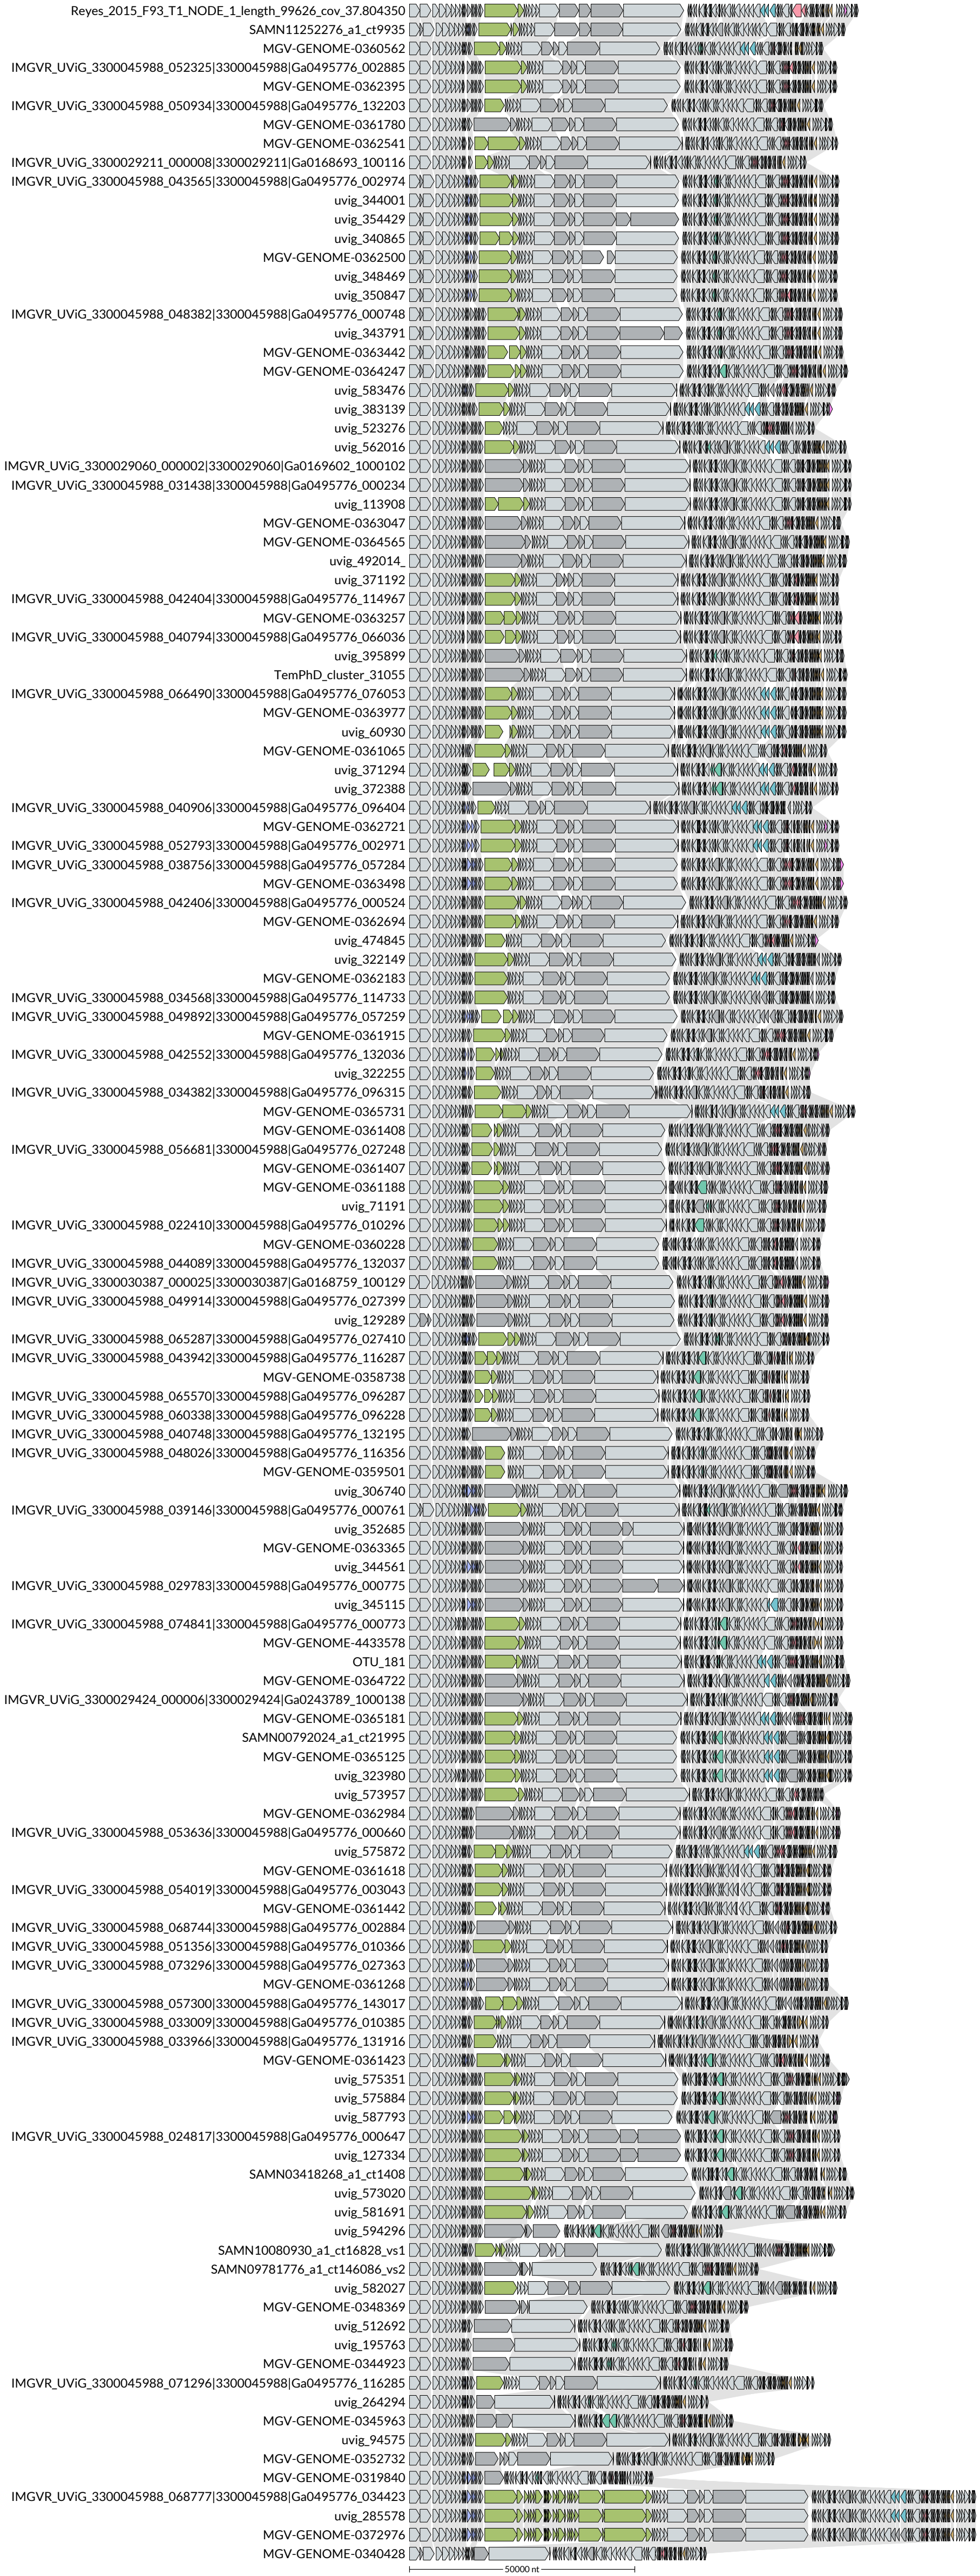 Reyes_2015_F93_T1_NODE_1_length_99626_cov_37.804350
SAMN11252276_a1_ct9935
MGV-GENOME-0360562
IMGVR_UViG_3300045988_052325|3300045988|Ga0495776_002885
MGV-GENOME-0362395
IMGVR_UViG_3300045988_050934|3300045988|Ga0495776_132203
MGV-GENOME-0361780
MGV-GENOME-0362541
IMGVR_UViG_3300029211_000008|3300029211|Ga0168693_100116
IMGVR_UViG_3300045988_043565|3300045988|Ga0495776_002974
uvig_344001
uvig_354429
uvig_340865
MGV-GENOME-0362500
uvig_348469
uvig_350847
IMGVR_UViG_3300045988_048382|3300045988|Ga0495776_000748
uvig_343791
MGV-GENOME-0363442
MGV-GENOME-0364247
uvig_583476
uvig_383139
uvig_523276
uvig_562016
IMGVR_UViG_3300029060_000002|3300029060|Ga0169602_1000102
IMGVR_UViG_3300045988_031438|3300045988|Ga0495776_000234
uvig_113908
MGV-GENOME-0363047
MGV-GENOME-0364565
uvig_492014_
uvig_371192
IMGVR_UViG_3300045988_042404|3300045988|Ga0495776_114967
MGV-GENOME-0363257
IMGVR_UViG_3300045988_040794|3300045988|Ga0495776_066036
uvig_395899
TemPhD_cluster_31055
IMGVR_UViG_3300045988_066490|3300045988|Ga0495776_076053
MGV-GENOME-0363977
uvig_60930
MGV-GENOME-0361065
uvig_371294
uvig_372388
IMGVR_UViG_3300045988_040906|3300045988|Ga0495776_096404
MGV-GENOME-0362721
IMGVR_UViG_3300045988_052793|3300045988|Ga0495776_002971
IMGVR_UViG_3300045988_038756|3300045988|Ga0495776_057284
MGV-GENOME-0363498
IMGVR_UViG_3300045988_042406|3300045988|Ga0495776_000524
MGV-GENOME-0362694
uvig_474845
uvig_322149
MGV-GENOME-0362183
IMGVR_UViG_3300045988_034568|3300045988|Ga0495776_114733
IMGVR_UViG_3300045988_049892|3300045988|Ga0495776_057259
MGV-GENOME-0361915
IMGVR_UViG_3300045988_042552|3300045988|Ga0495776_132036
uvig_322255
IMGVR_UViG_3300045988_034382|3300045988|Ga0495776_096315
MGV-GENOME-0365731
MGV-GENOME-0361408
IMGVR_UViG_3300045988_056681|3300045988|Ga0495776_027248
MGV-GENOME-0361407
MGV-GENOME-0361188
uvig_71191
IMGVR_UViG_3300045988_022410|3300045988|Ga0495776_010296
MGV-GENOME-0360228
IMGVR_UViG_3300045988_044089|3300045988|Ga0495776_132037
IMGVR_UViG_3300030387_000025|3300030387|Ga0168759_100129
IMGVR_UViG_3300045988_049914|3300045988|Ga0495776_027399
uvig_129289
IMGVR_UViG_3300045988_065287|3300045988|Ga0495776_027410
IMGVR_UViG_3300045988_043942|3300045988|Ga0495776_116287
MGV-GENOME-0358738
IMGVR_UViG_3300045988_065570|3300045988|Ga0495776_096287
IMGVR_UViG_3300045988_060338|3300045988|Ga0495776_096228
IMGVR_UViG_3300045988_040748|3300045988|Ga0495776_132195
IMGVR_UViG_3300045988_048026|3300045988|Ga0495776_116356
MGV-GENOME-0359501
uvig_306740
IMGVR_UViG_3300045988_039146|3300045988|Ga0495776_000761
uvig_352685
MGV-GENOME-0363365
uvig_344561
IMGVR_UViG_3300045988_029783|3300045988|Ga0495776_000775
uvig_345115
IMGVR_UViG_3300045988_074841|3300045988|Ga0495776_000773
MGV-GENOME-4433578
OTU_181
MGV-GENOME-0364722
IMGVR_UViG_3300029424_000006|3300029424|Ga0243789_1000138
MGV-GENOME-0365181
SAMN00792024_a1_ct21995
MGV-GENOME-0365125
uvig_323980
uvig_573957
MGV-GENOME-0362984
IMGVR_UViG_3300045988_053636|3300045988|Ga0495776_000660
uvig_575872
MGV-GENOME-0361618
IMGVR_UViG_3300045988_054019|3300045988|Ga0495776_003043
MGV-GENOME-0361442
IMGVR_UViG_3300045988_068744|3300045988|Ga0495776_002884
IMGVR_UViG_3300045988_051356|3300045988|Ga0495776_010366
IMGVR_UViG_3300045988_073296|3300045988|Ga0495776_027363
MGV-GENOME-0361268
IMGVR_UViG_3300045988_057300|3300045988|Ga0495776_143017
IMGVR_UViG_3300045988_033009|3300045988|Ga0495776_010385
IMGVR_UViG_3300045988_033966|3300045988|Ga0495776_131916
MGV-GENOME-0361423
uvig_575351
uvig_575884
uvig_587793
IMGVR_UViG_3300045988_024817|3300045988|Ga0495776_000647
uvig_127334
SAMN03418268_a1_ct1408
uvig_573020
uvig_581691
uvig_594296
SAMN10080930_a1_ct16828_vs1
SAMN09781776_a1_ct146086_vs2
uvig_582027
MGV-GENOME-0348369
uvig_512692
uvig_195763
MGV-GENOME-0344923
IMGVR_UViG_3300045988_071296|3300045988|Ga0495776_116285
uvig_264294
MGV-GENOME-0345963
uvig_94575
MGV-GENOME-0352732
MGV-GENOME-0319840
IMGVR_UViG_3300045988_068777|3300045988|Ga0495776_034423
uvig_285578
MGV-GENOME-0372976
MGV-GENOME-0340428
50000 nt